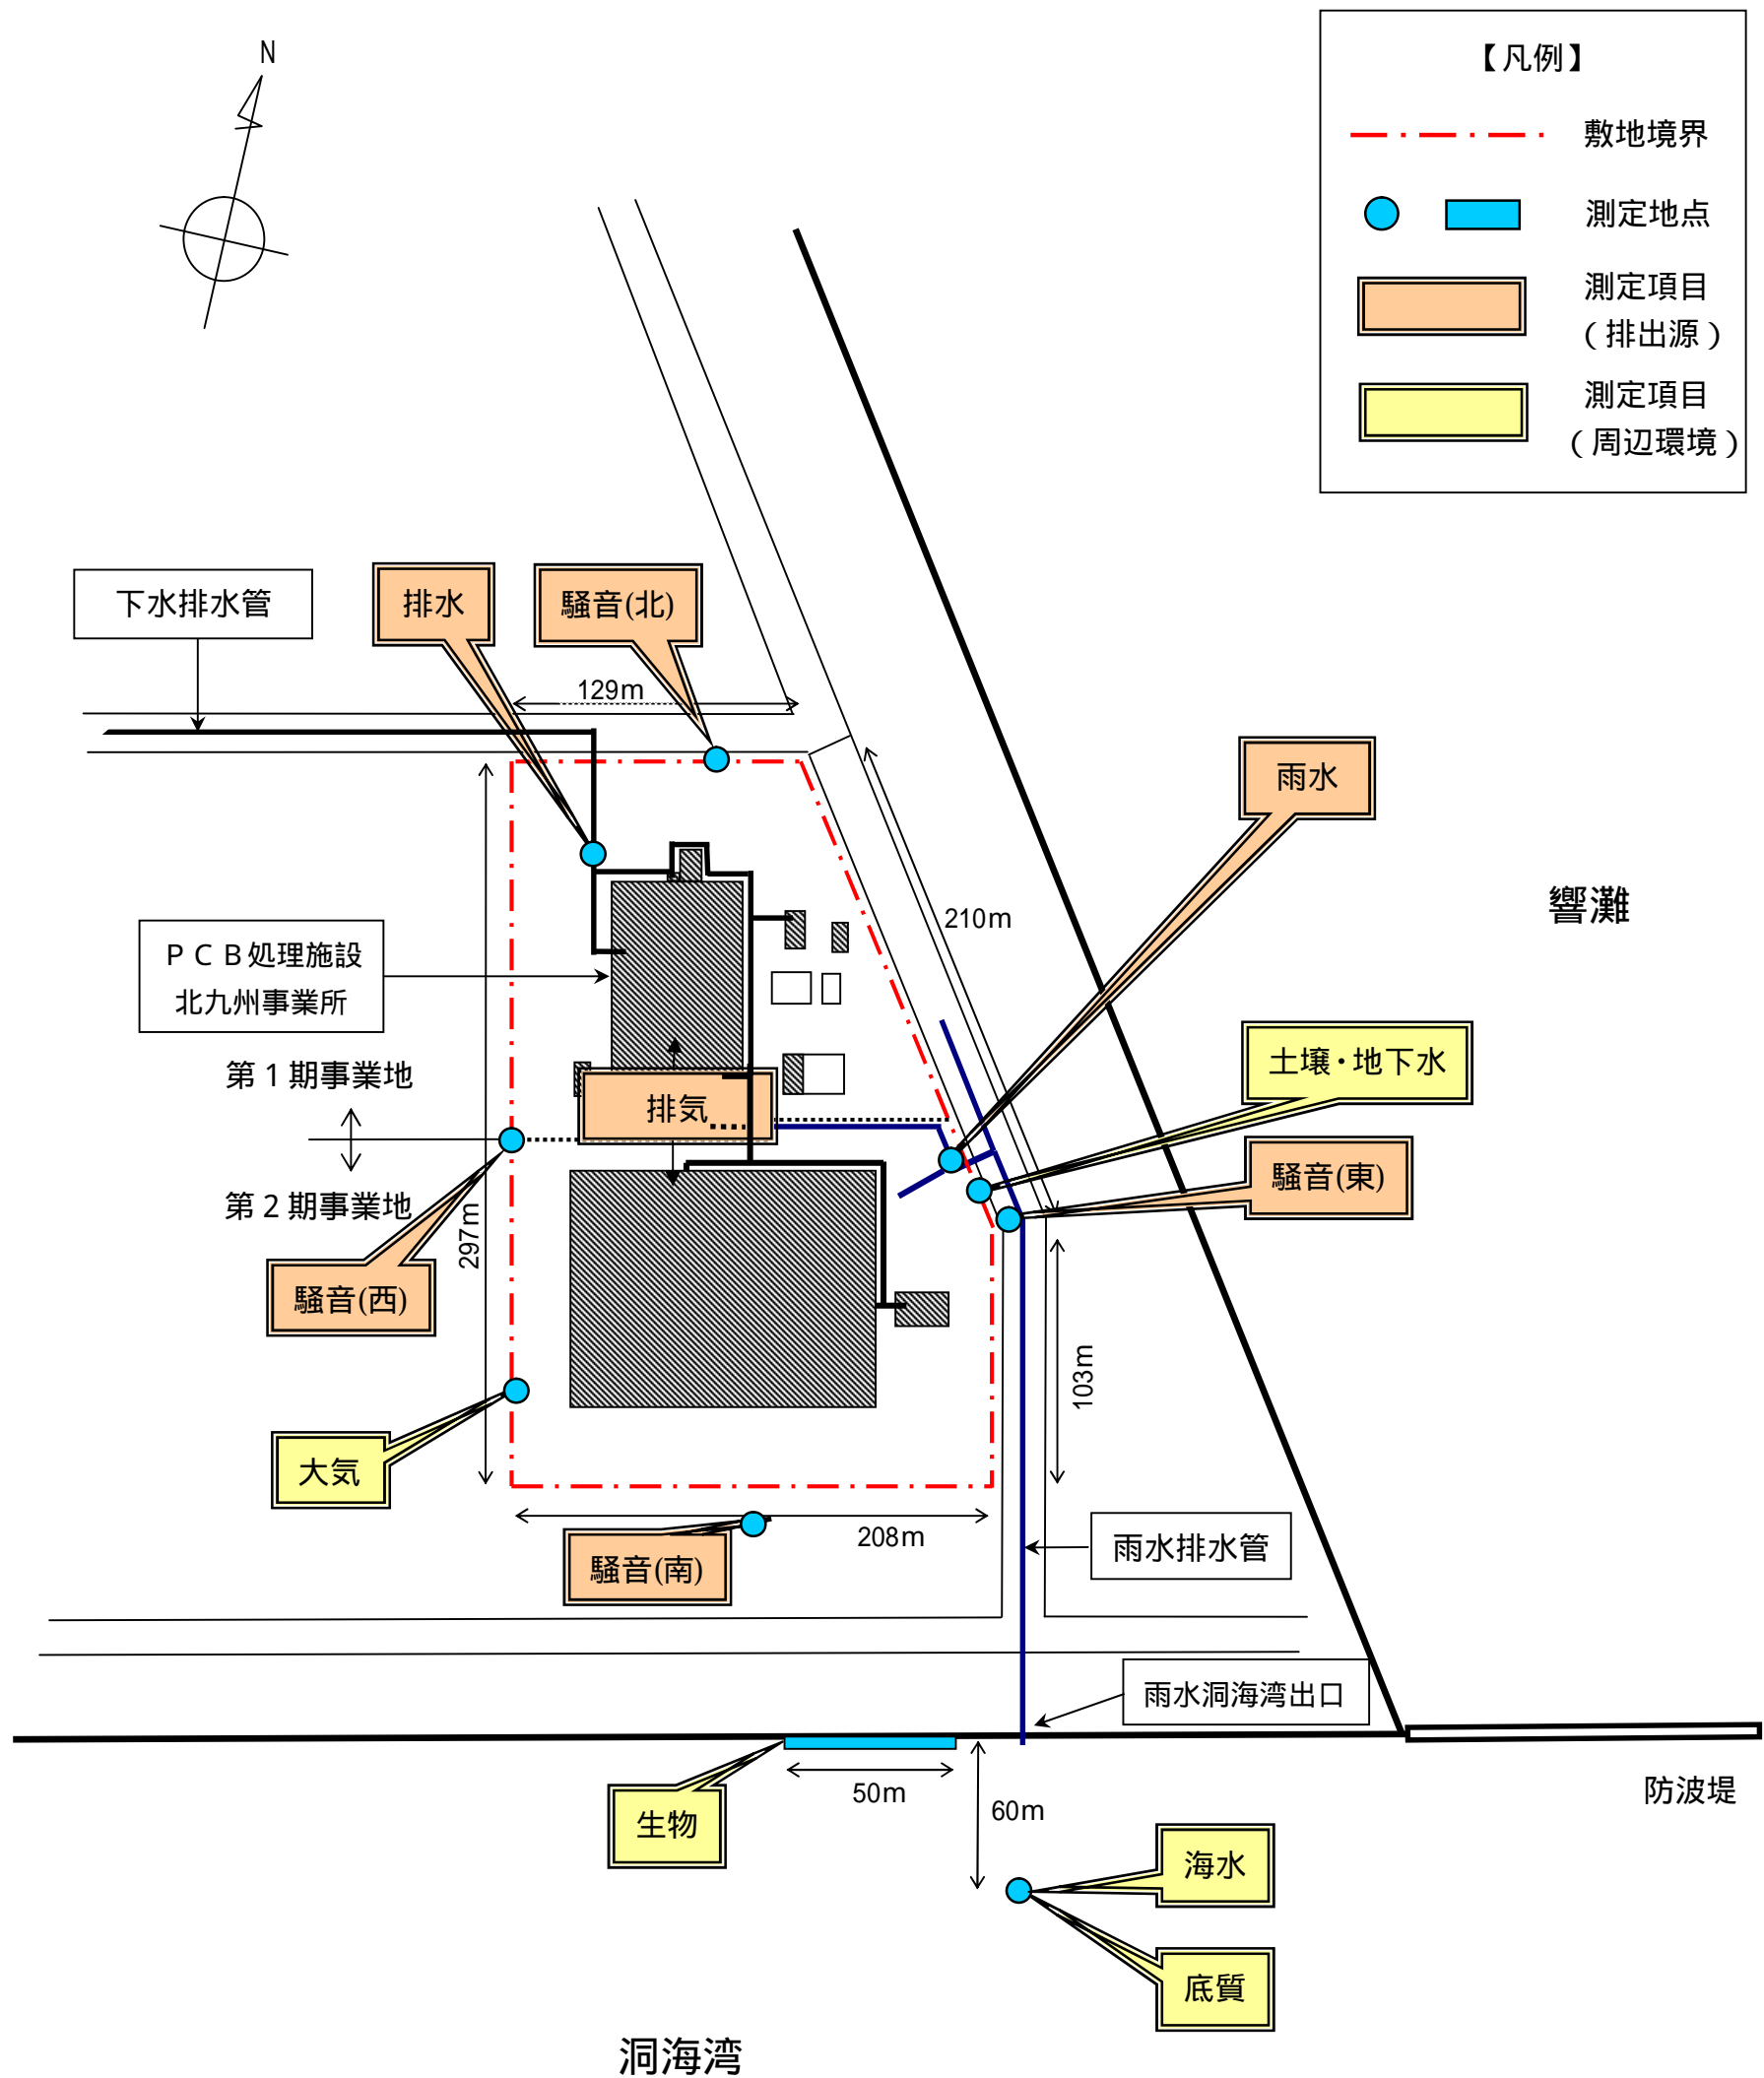 N
【凡例】
敷地境界
測定地点
測定項目
（排出源）
測定項目
（周辺環境）
下水排水管
排水
騒音(北)
129m
雨水
210m
響灘
ＰＣＢ処理施設
北九州事業所
第1期事業地
排気
土壌・地下水
騒音(東)
第2期事業地
297m
騒音(西)
103m
大気
208m
騒音(南)
雨水排水管
雨水洞海湾出口
50m
60m
防波堤
生物
海水
底質
洞海湾